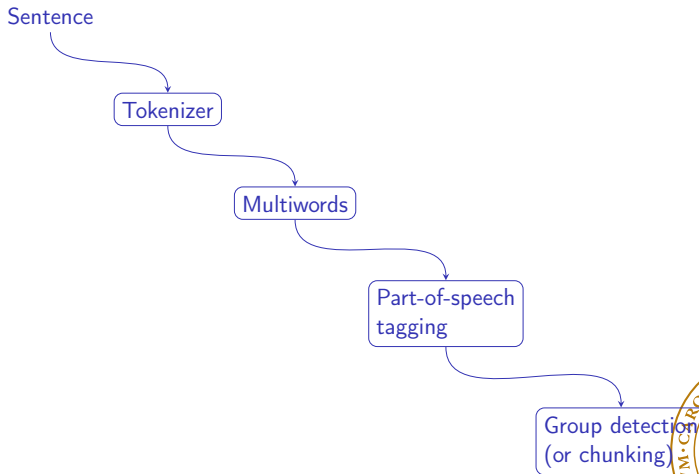 Sentence
Tokenizer
Multiwords
Part-of-speech
tagging
Group detection
(or chunking)